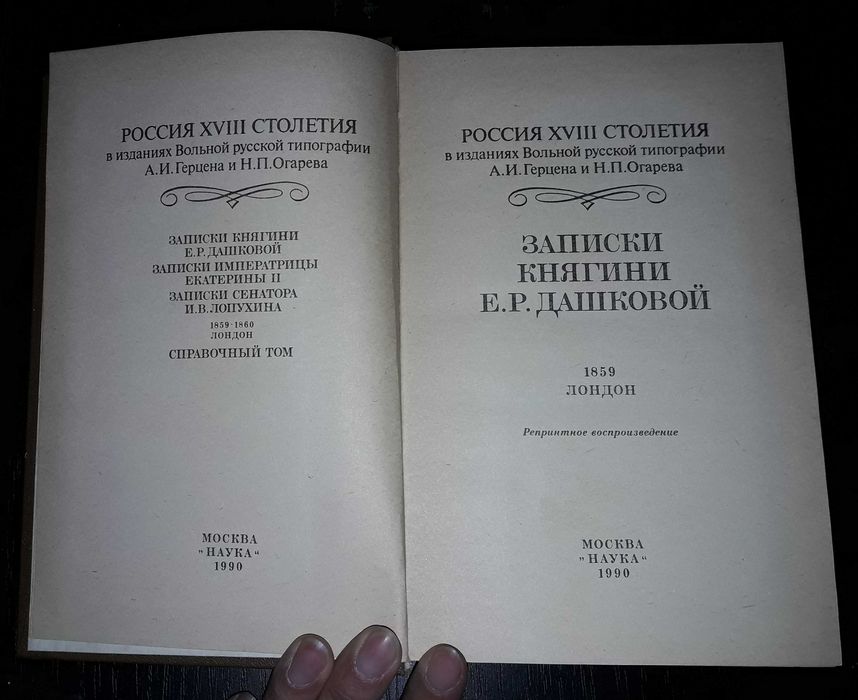 РОССИЯ XVIII СТОЛЕТИЯ
в изданиях Вольной русской типографии
А.И.Герцена и Н.П.Огарева
ЗАПИСКИ КНЯГИНИ
Е.Р.ДАШКОВОЙ
ЗАПИСКИ ИМПЕРАТРИЦЫ
ЕКАТЕРИНЫ II
ЗАПИСКИ СЕНАТОРА
И.В.ЛОПУХИНА
1859-1860
ЛОНДОН
СПРАВОЧНЫЙ ТОМ
МОСКВА
„НАУКА“
1990
РОССИЯ XVIII СТОЛЕТИЯ
в изданиях Вольной русской типографии
А.И.Герцена и Н.П.Огарева
ЗАПИСКИ
КНЯГИНИ
Е.Р.ДАШКОВОЙ
1859
ЛОНДОН
Репринтное воспроизведение
МОСКВА
„НАУКА“
1990